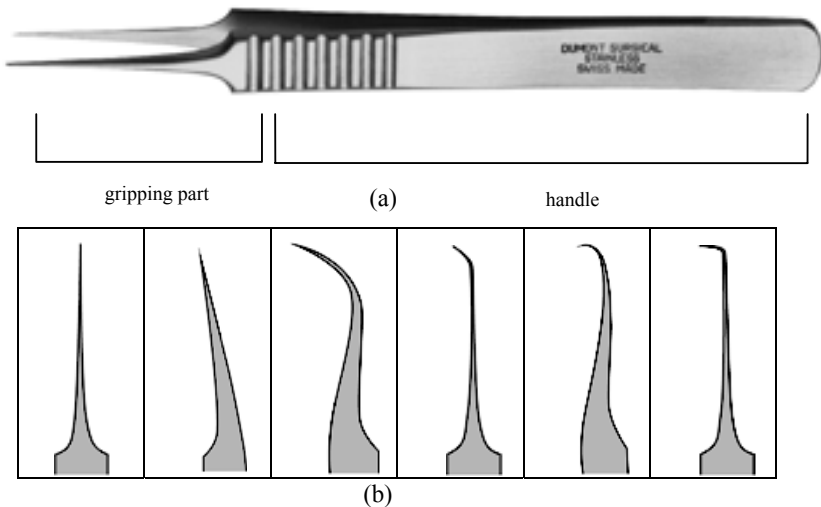 DUMONT SURGICAL
STAINLESS
SWISS MADE
gripping part
(a)
handle
(b)